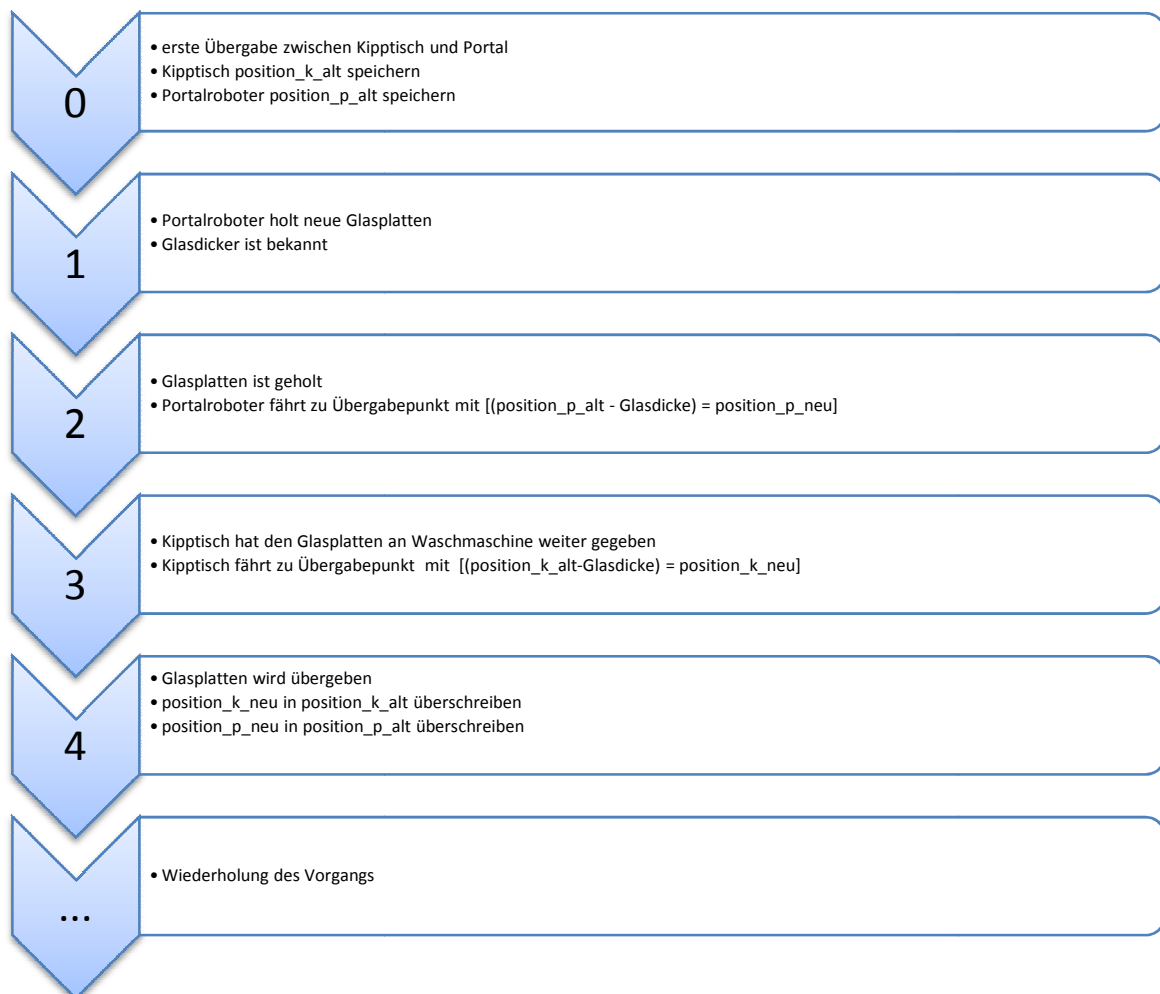 0
• erste Übergabe zwischen Kipptisch und Portal
• Kipptisch position_k_alt speichern
• Portalroboter position_p_alt speichern
1
• Portalroboter holt neue Glasplatten
• Glasdicker ist bekannt
2
• Glasplatten ist geholt
• Portalroboter fährt zu Übergabepunkt mit [(position_p_alt - Glasdicke) = position_p_neu]
3
• Kipptisch hat den Glasplatten an Waschmaschine weiter gegeben
• Kipptisch fährt zu Übergabepunkt  mit  [(position_k_alt-Glasdicke) = position_k_neu]
4
• Glasplatten wird übergeben
• position_k_neu in position_k_alt überschreiben
• position_p_neu in position_p_alt überschreiben
...
• Wiederholung des Vorgangs